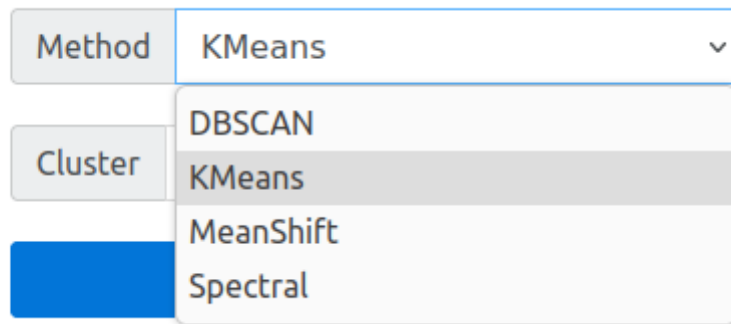 Method KMeans
DBSCAN
Cluster
KMeans
MeanShift
Spectral